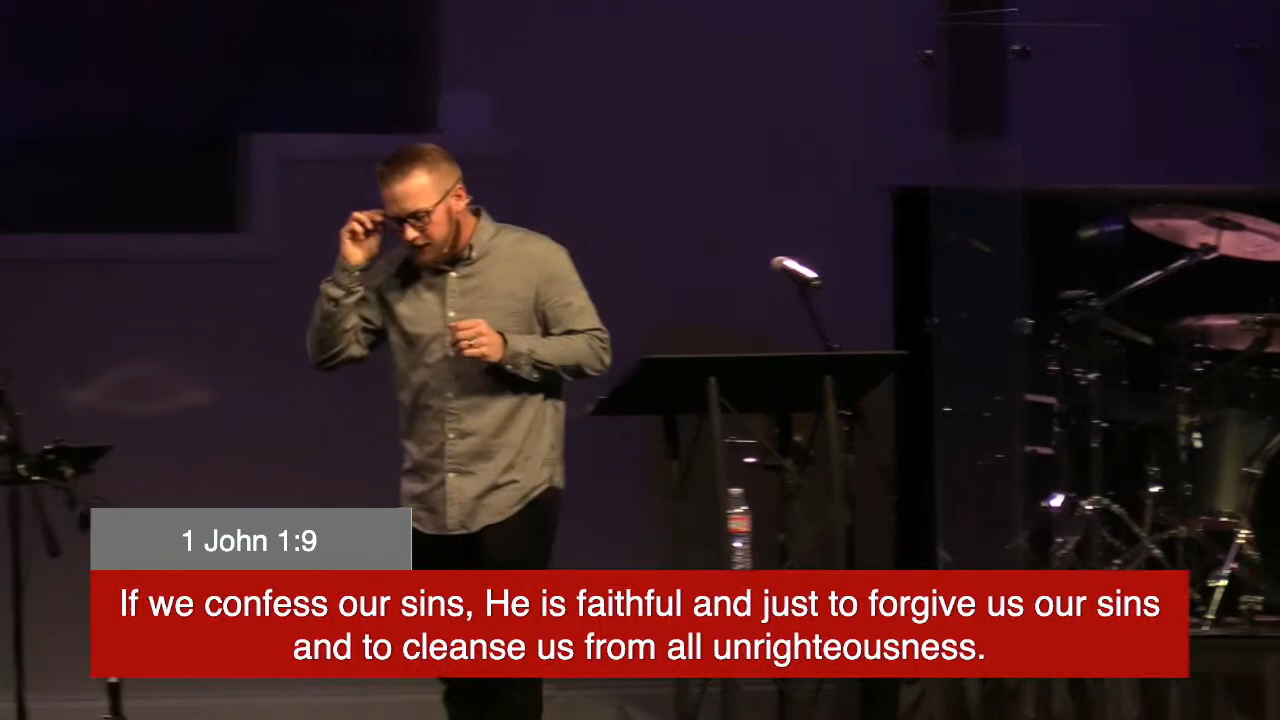 1 John 1:9
If we confess our sins, He is faithful and just to forgive us our sins
and to cleanse us from all unrighteousness.